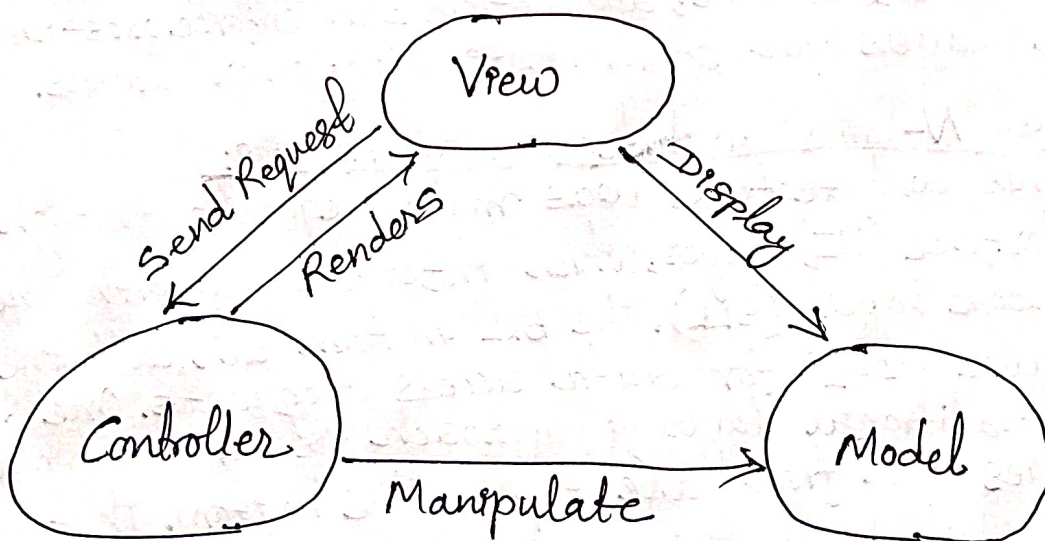 View
Send Request
Renders
Display
Controller
Manipulate
Model